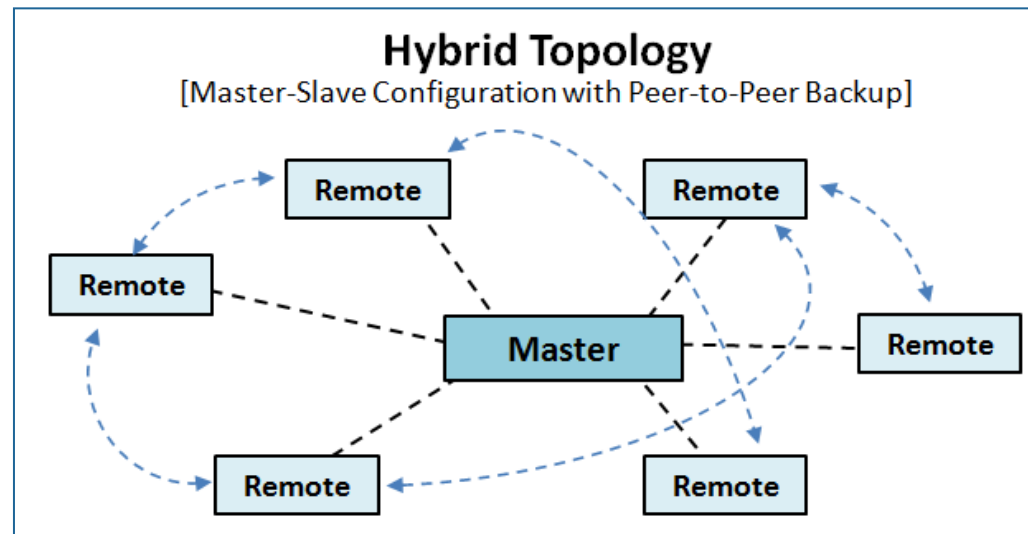 Hybrid Topology
[Master-Slave Configuration with Peer-to-Peer Backup]
Remote
Remote
Remote
Master
Remote
Remote
Remote